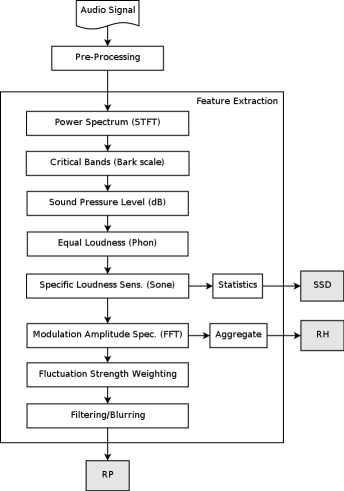 Audio Signal
Pre-Processing
Feature Extraction
Power Spectrum (STFT)
Critical Bands (Bark scale)
Sound Pressure Level (dB)
Equal Loudness (Phon)
Specific Loudness Sens. (Sone)
Statistics
SSD
Modulation Amplitude Spec. (FFT)
Aggregate
RH
Fluctuation Strength Weighting
Filtering/Blurring
RP